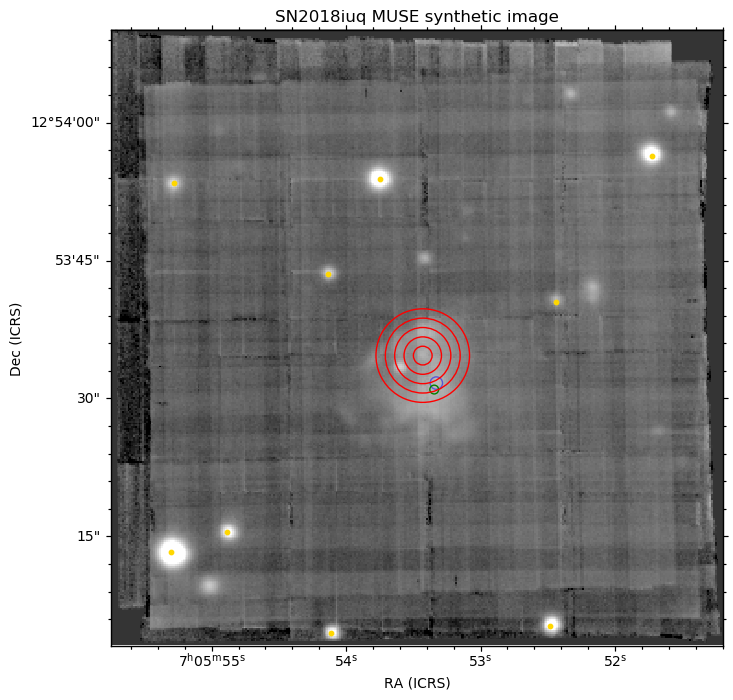 SN2018iuq MUSE synthetic image
12°54'00"
53'45"
30"
15"
Dec (ICRS)
7ʰ05ᵐ55ˢ
54ˢ
53ˢ
52ˢ
RA (ICRS)